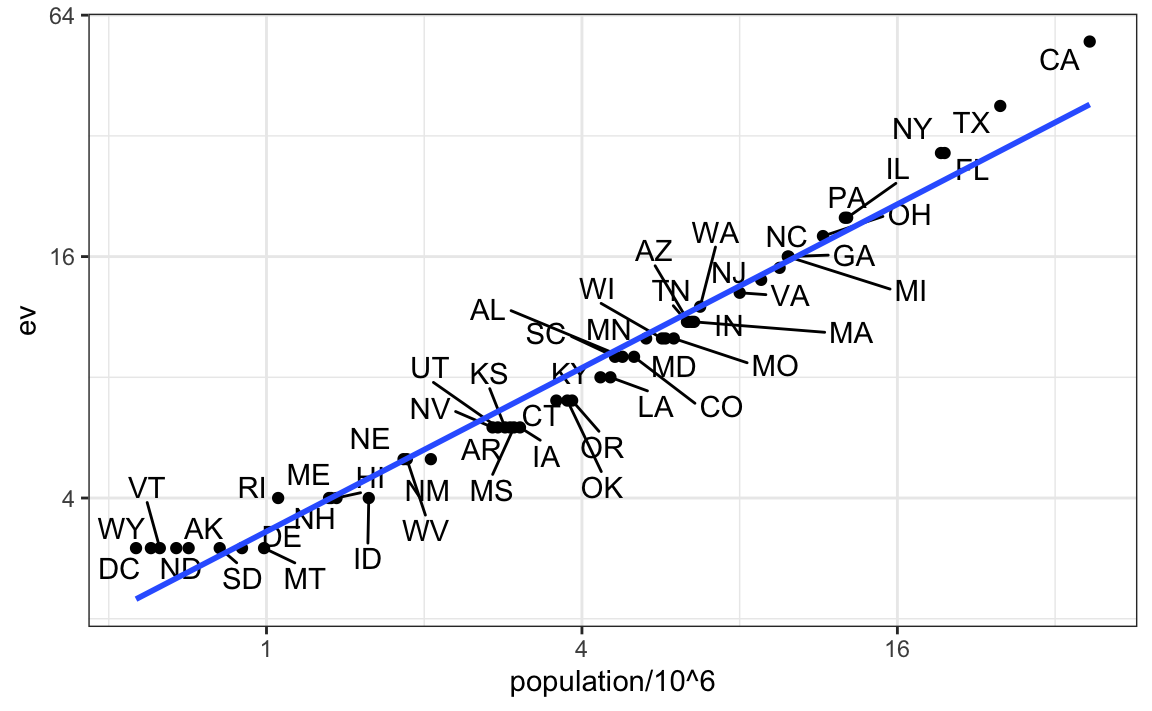 64
CA
NY TX
IL FL
PA OH
WA
AZ NC
16 GA
NJ
WI TN VA MI
AL
SC MN IN MA
MD MO
UT KS KY
NV LA CO
CT
NE AR IA OR
VT RI ME HI NM MS OK
4
NH
WY AK DE WV
DC ND SD MT ID
ev
1 4 16
population/10^6